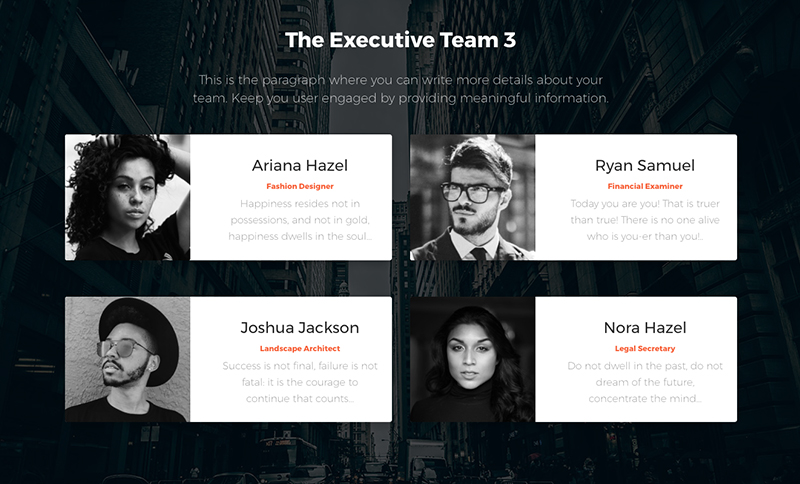 The Executive Team 3
This is the paragraph where you can write more details about your
team. Keep you user engaged by providing meaningful information.
Ariana Hazel
Fashion Designer
Happiness resides not in
possessions, and not in gold,
happiness dwells in the soul...
Ryan Samuel
Financial Examiner
Today you are you! That is truer
than true! There is no one alive
who is you-er than you!..
Joshua Jackson
Landscape Architect
Success is not final, failure is not
fatal: it is the courage to
continue that counts...
Nora Hazel
Legal Secretary
Do not dwell in the past, do not
dream of the future,
concentrate the mind...